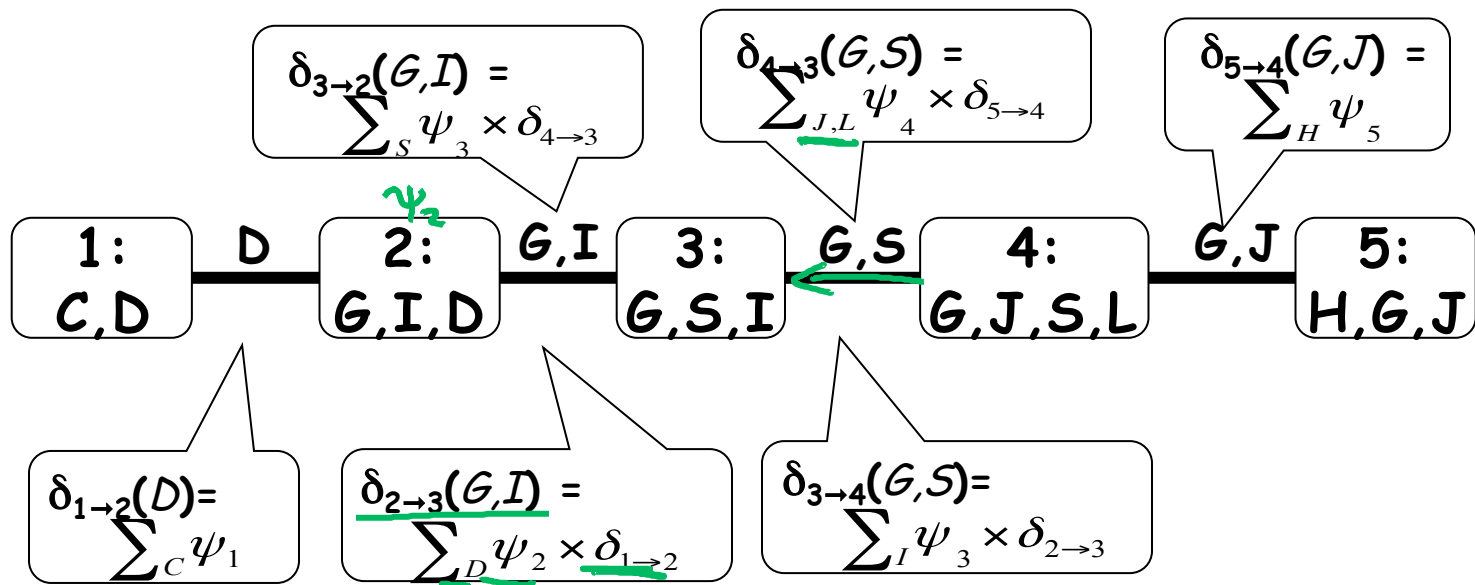 δ3→2(G,I) =
∑S ψ3 × δ4→3
δ4→3(G,S) =
∑J,L ψ4 × δ5→4
δ5→4(G,J) =
∑H ψ5
ψ2
1:
C,D
D
2:
G,I,D
G,I
3:
G,S,I
G,S
4:
G,J,S,L
G,J
5:
H,G,J
δ1→2(D)=
∑C ψ1
δ2→3(G,I) =
∑D ψ2 × δ1→2
δ3→4(G,S)=
∑I ψ3 × δ2→3